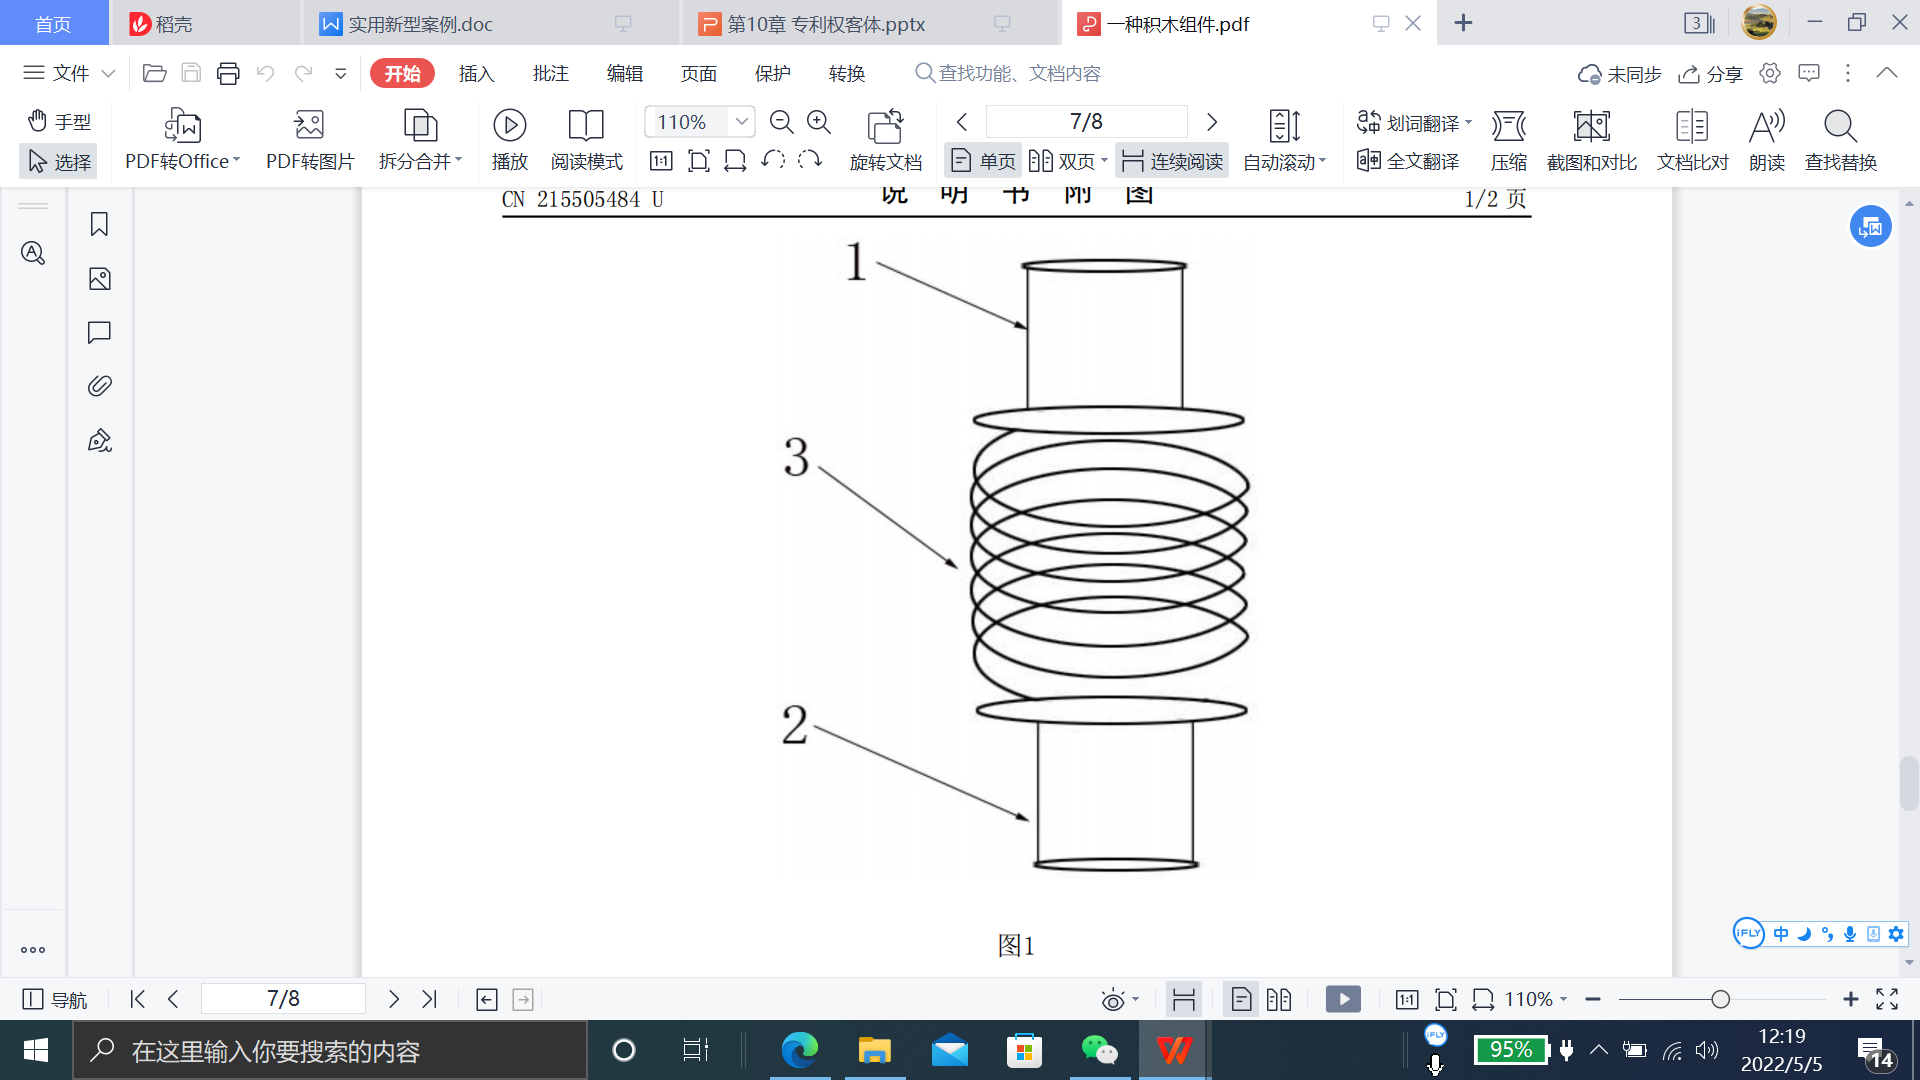 首页
稻壳
实用新型案例.doc
第10章 专利权客体.pptx
一种积木组件.pdf
3
文件
开始
插入
批注
编辑
页面
保护
转换
查找功能、文档内容
未同步
分享
手型
选择
PDF转Office
PDF转图片
拆分合并
播放
阅读模式
110%
1:1
旋转文档
7/8
单页
双页
连续阅读
自动滚动
划词翻译
全文翻译
压缩
截图和对比
文档比对
朗读
查找替换
CN 215505484 U
说明书附图
1/2 页
1
3
2
图1
iFLY 中
导航
7/8
1:1
110%
在这里输入你要搜索的内容
iFLY
95%
12:19
2022/5/5
14